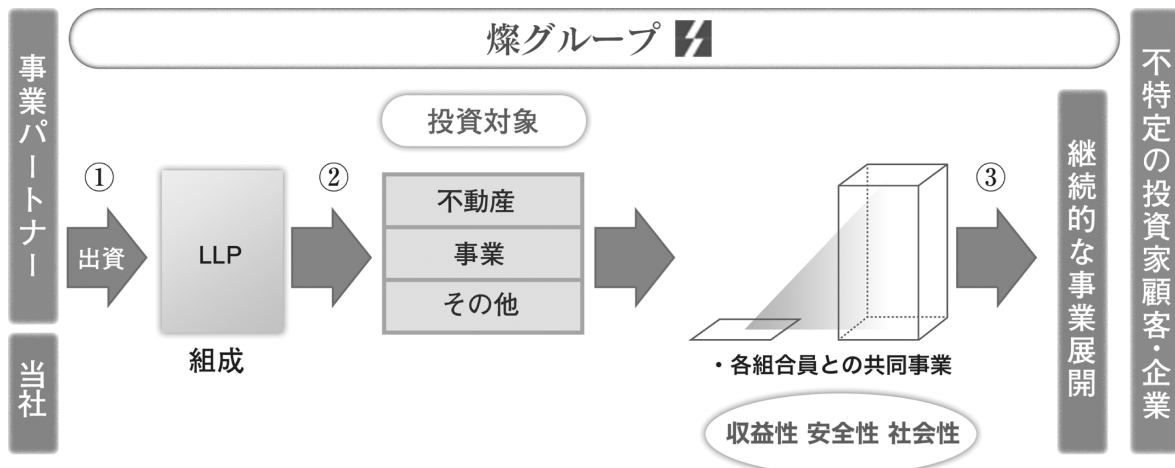 燦グループ
事業パートナー
当社
①
出資
LLP
組成
②
投資対象
不動産
事業
その他
・各組合員との共同事業
収益性 安全性 社会性
③
継続的な事業展開
不特定の投資家顧客・企業